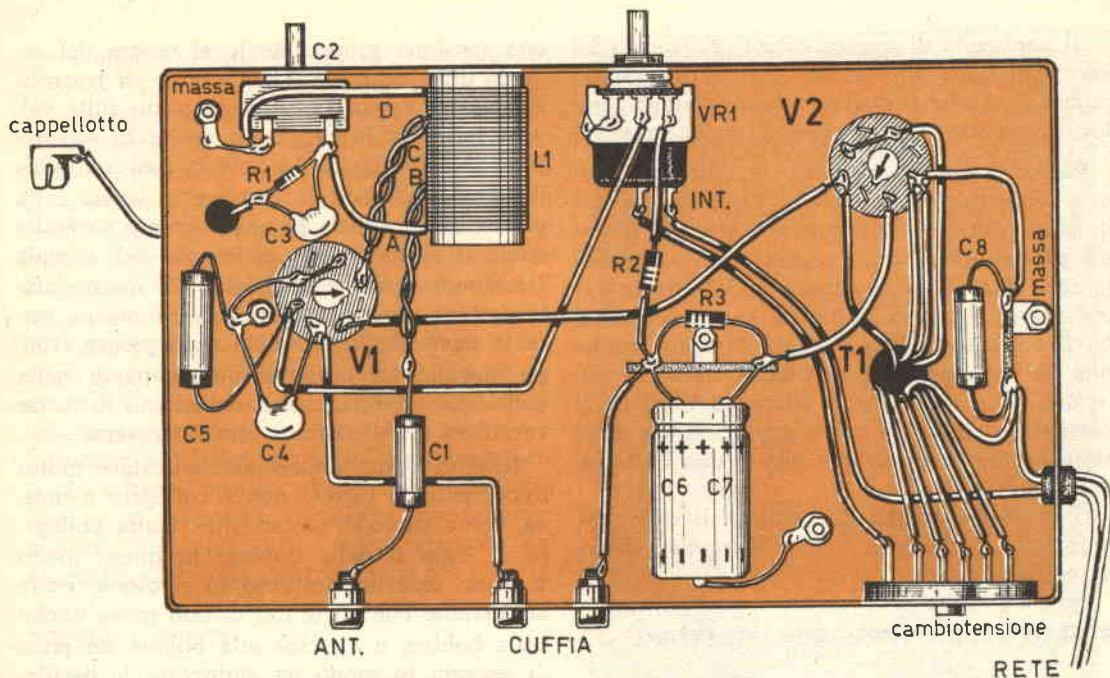 C2
massa
cappellotto
D
C
B
A
L1
R1
C3
VR1
V2
INT.
R2
R3
C8
massa
V1
T1
C5
C4
C1
+ + + +
C6 C7
ANT.
CUFFIA
cambiotensione
RETE